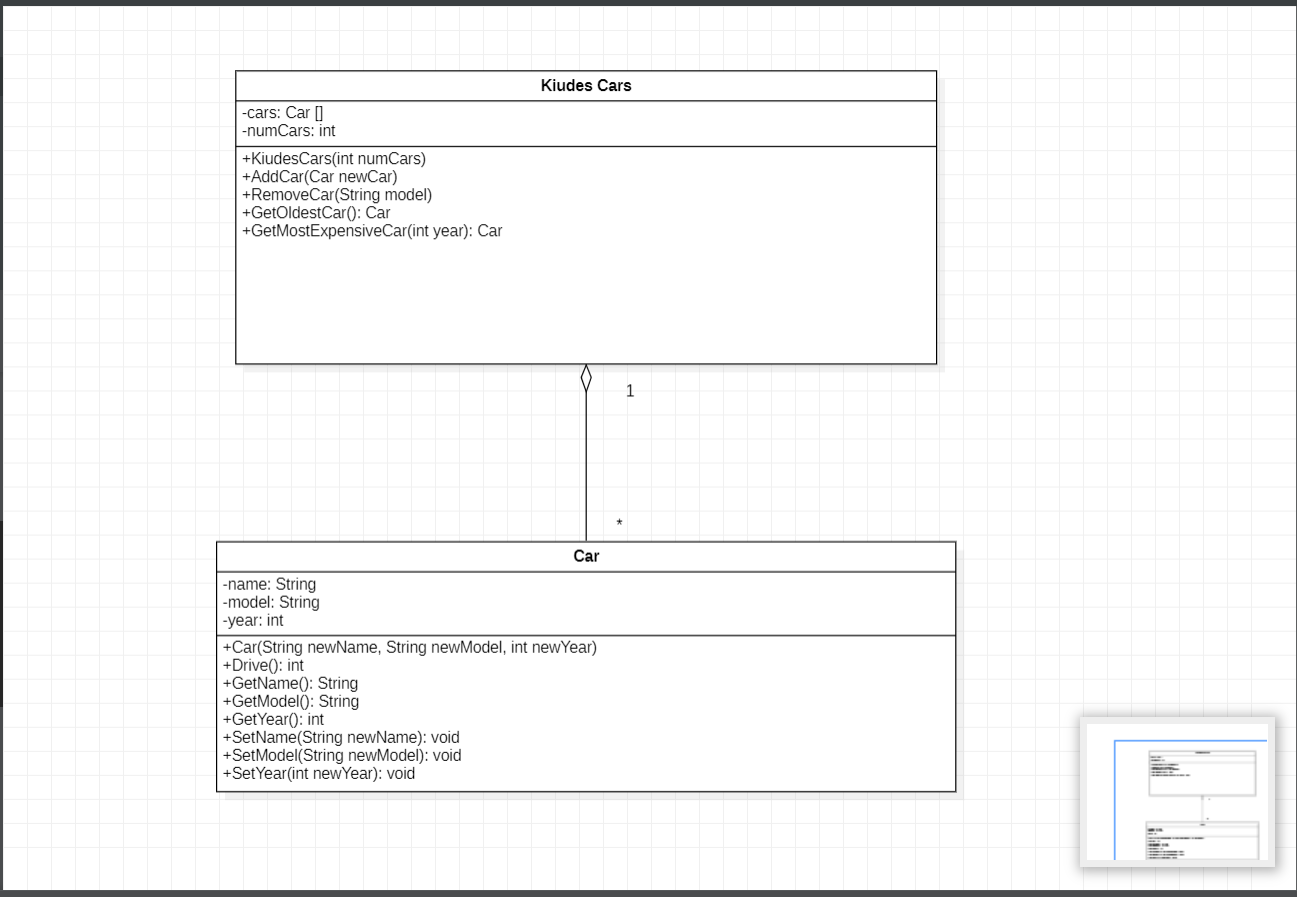 Kiudes Cars
-cars: Car []
-numCars: int
+KiudesCars(int numCars)
+AddCar(Car newCar)
+RemoveCar(String model)
+GetOldestCar(): Car
+GetMostExpensiveCar(int year): Car
1
*
Car
-name: String
-model: String
-year: int
+Car(String newName, String newModel, int newYear)
+Drive(): int
+GetName(): String
+GetModel(): String
+GetYear(): int
+SetName(String newName): void
+SetModel(String newModel): void
+SetYear(int newYear): void